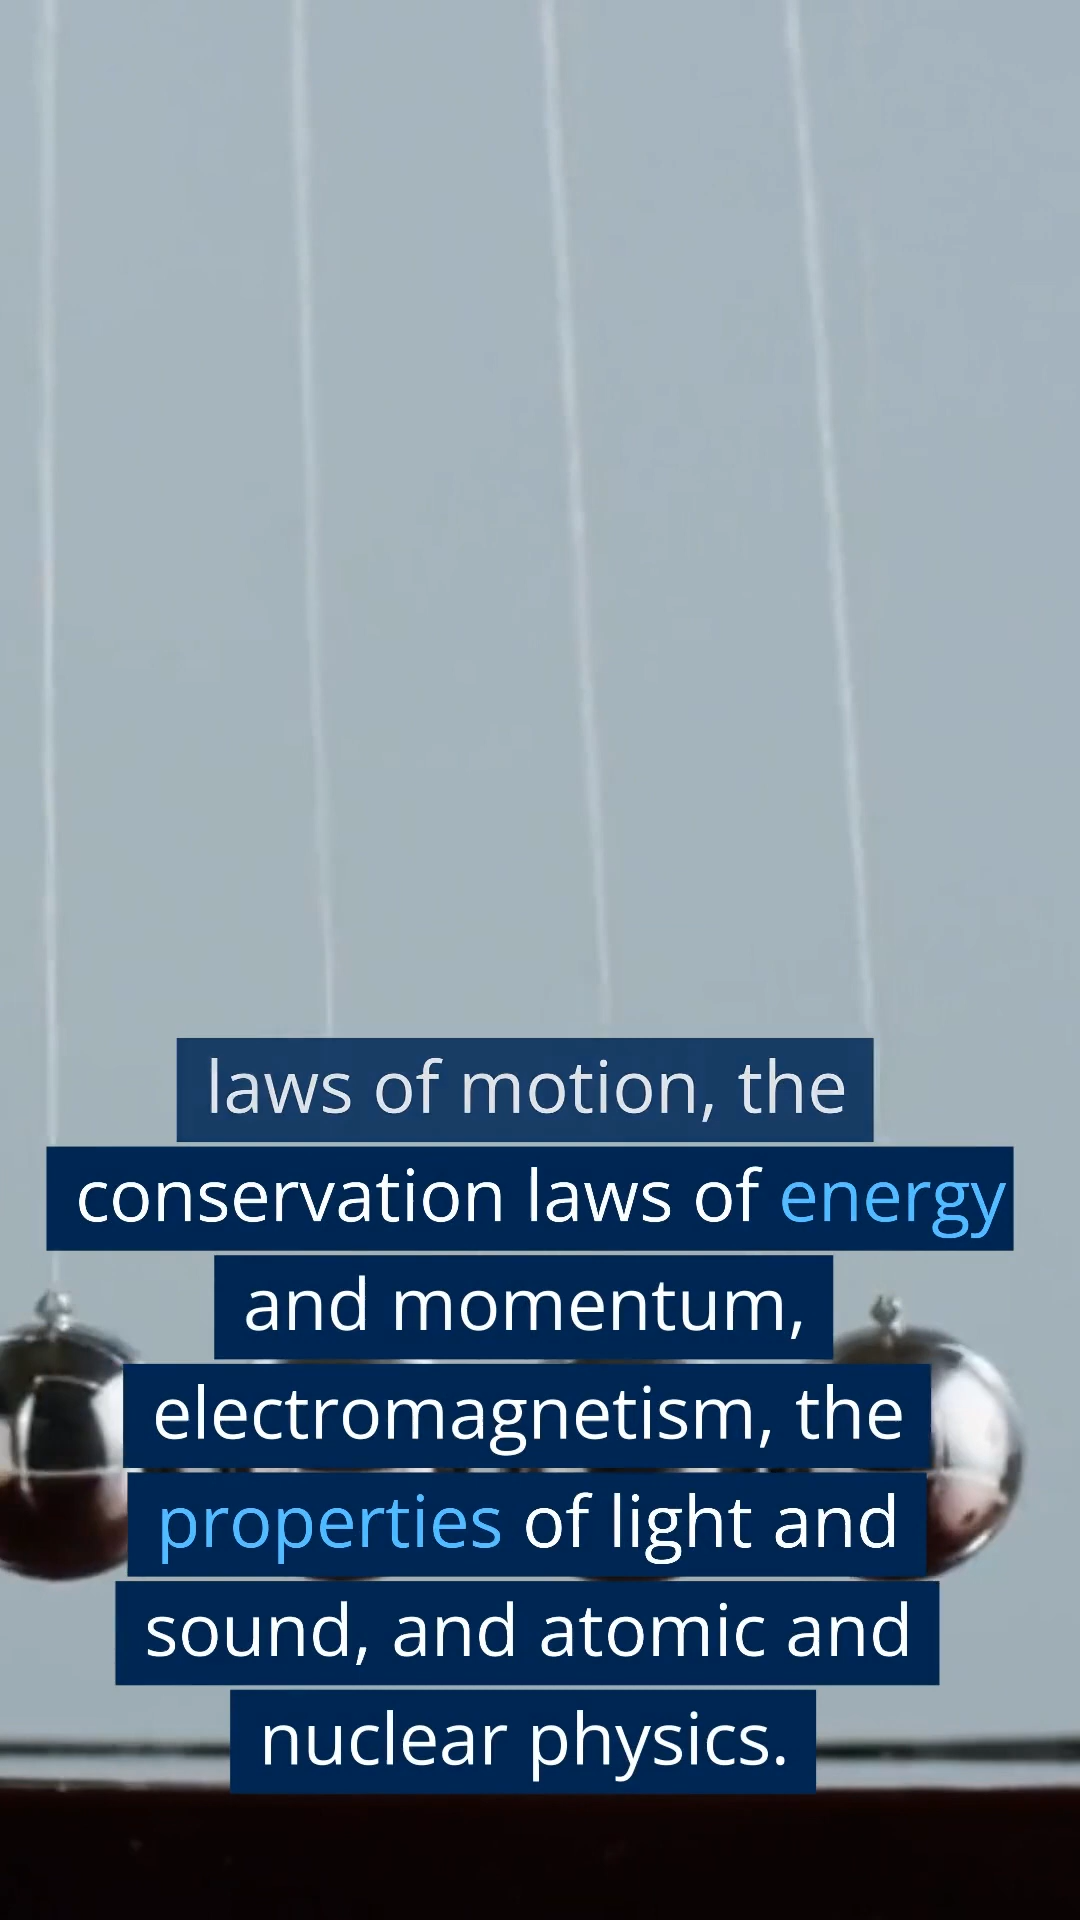 laws of motion, the
conservation laws of energy
and momentum,
electromagnetism, the
properties of light and
sound, and atomic and
nuclear physics.